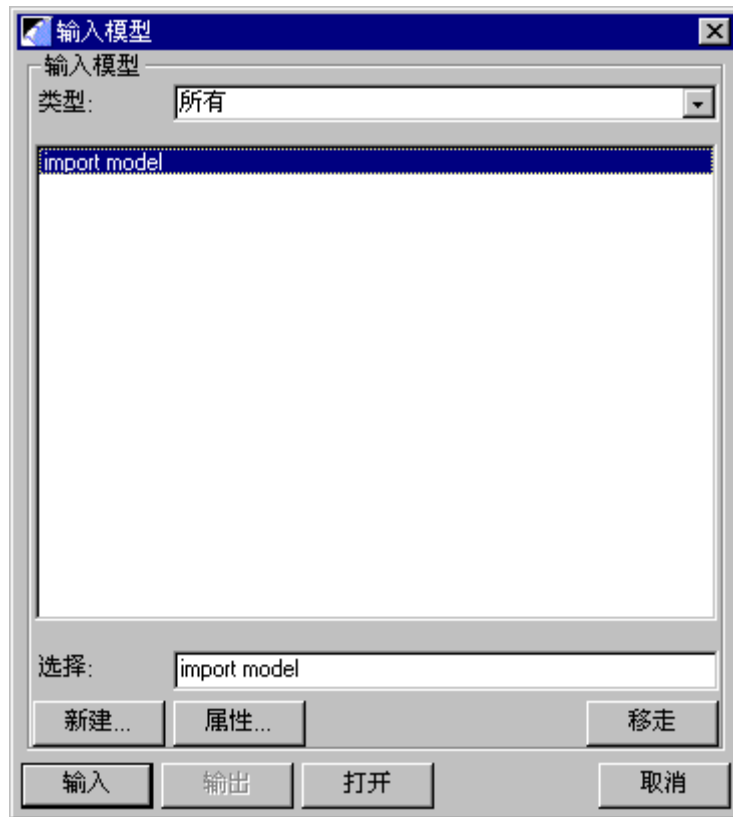 输入模型
输入模型
类型: 所有
import model
选择: import model
新建... 属性... 移走
输入 输出 打开 取消